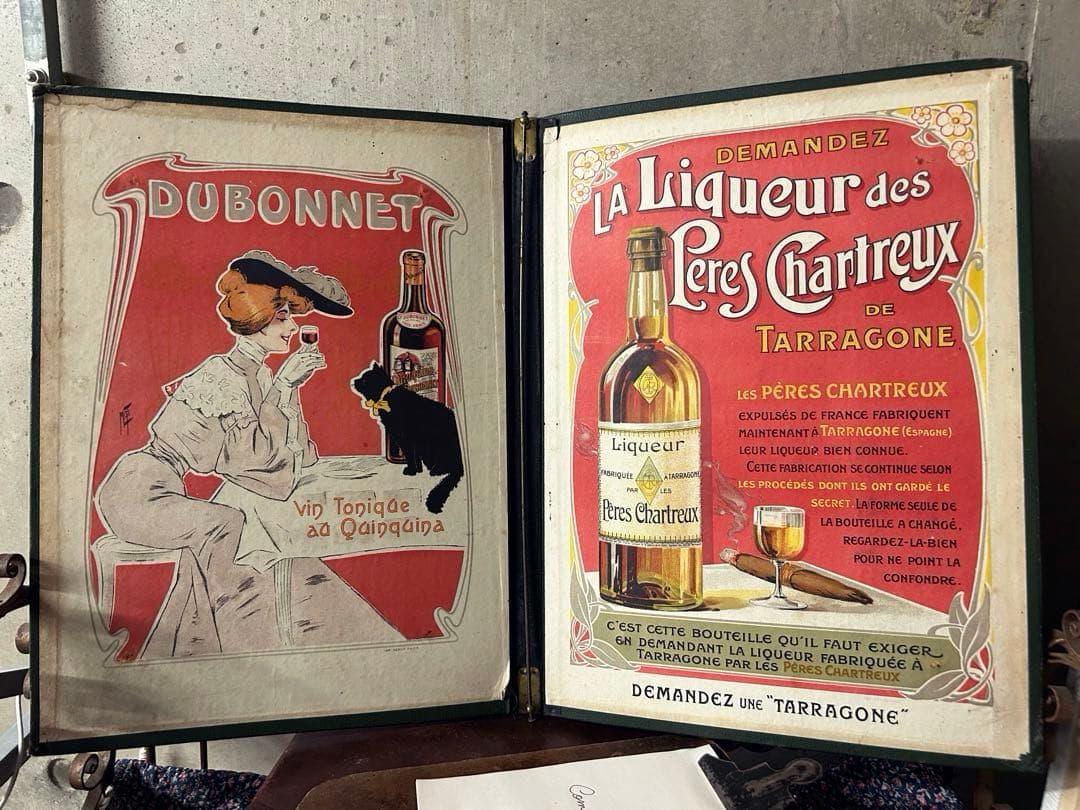 DUBONNET
Vin Tonique
au Quinquina
DEMANDEZ
LA Liqueur des
Pères Chartreux
DE
TARRAGONE
LES PÈRES CHARTREUX
EXPULSÉS DE FRANCE FABRIQUENT
MAINTENANT À TARRAGONE (ESPAGNE)
LEUR LIQUEUR BIEN CONNUE.
CETTE FABRICATION SE CONTINUE SELON
LES PROCÉDÉS DONT ILS ONT GARDÉ LE
SECRET. LA FORME SEULE DE
LA BOUTEILLE A CHANGÉ,
REGARDEZ-LA-BIEN
POUR NE POINT LA
CONFONDRE.
Liqueur
FABRIQUÉE À TARRAGONE
PAR LES
Pères Chartreux
C'EST CETTE BOUTEILLE QU'IL FAUT EXIGER
EN DEMANDANT LA LIQUEUR FABRIQUÉE À
TARRAGONE PAR LES PÈRES CHARTREUX
DEMANDEZ UNE "TARRAGONE"
Com